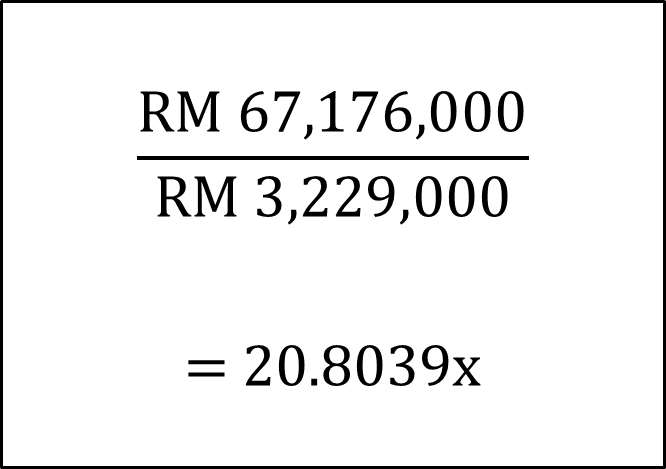 RM 67,176,000
RM 3,229,000
= 20.8039x